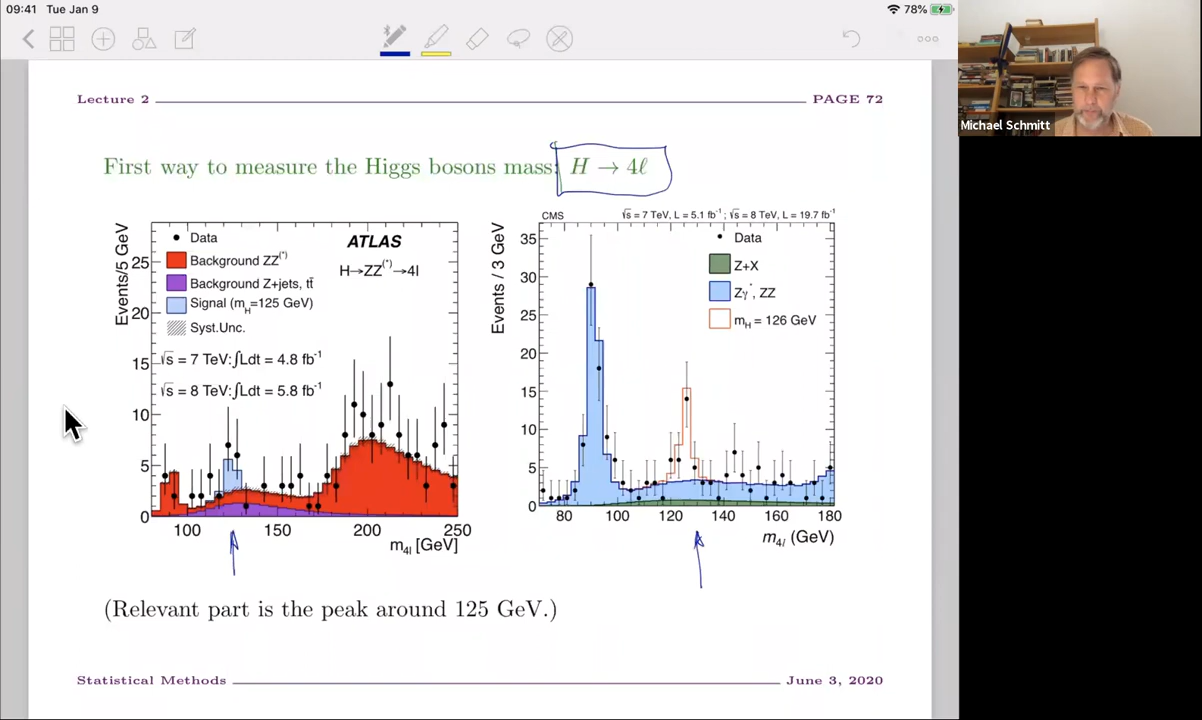 09:41 Tue Jan 9
78%
Michael Schmitt
Lecture 2
PAGE 72
First way to measure the Higgs bosons mass: H → 4ℓ
Events/5 GeV
25
20
15
10
5
0
Data
Background ZZ(*)
Background Z+jets, tt̄
Signal (mH=125 GeV)
Syst.Unc.
√s = 7 TeV:∫Ldt = 4.8 fb-1
√s = 8 TeV:∫Ldt = 5.8 fb-1
ATLAS
H→ZZ(*)→4l
100 150 200 250
m4l [GeV]
CMS √s = 7 TeV, L = 5.1 fb-1 ; √s = 8 TeV, L = 19.7 fb-1
Events / 3 GeV
35
30
25
20
15
10
5
0
Data
Z+X
Zγ*, ZZ
mH = 126 GeV
80 100 120 140 160 180
m4l (GeV)
(Relevant part is the peak around 125 GeV.)
Statistical Methods
June 3, 2020